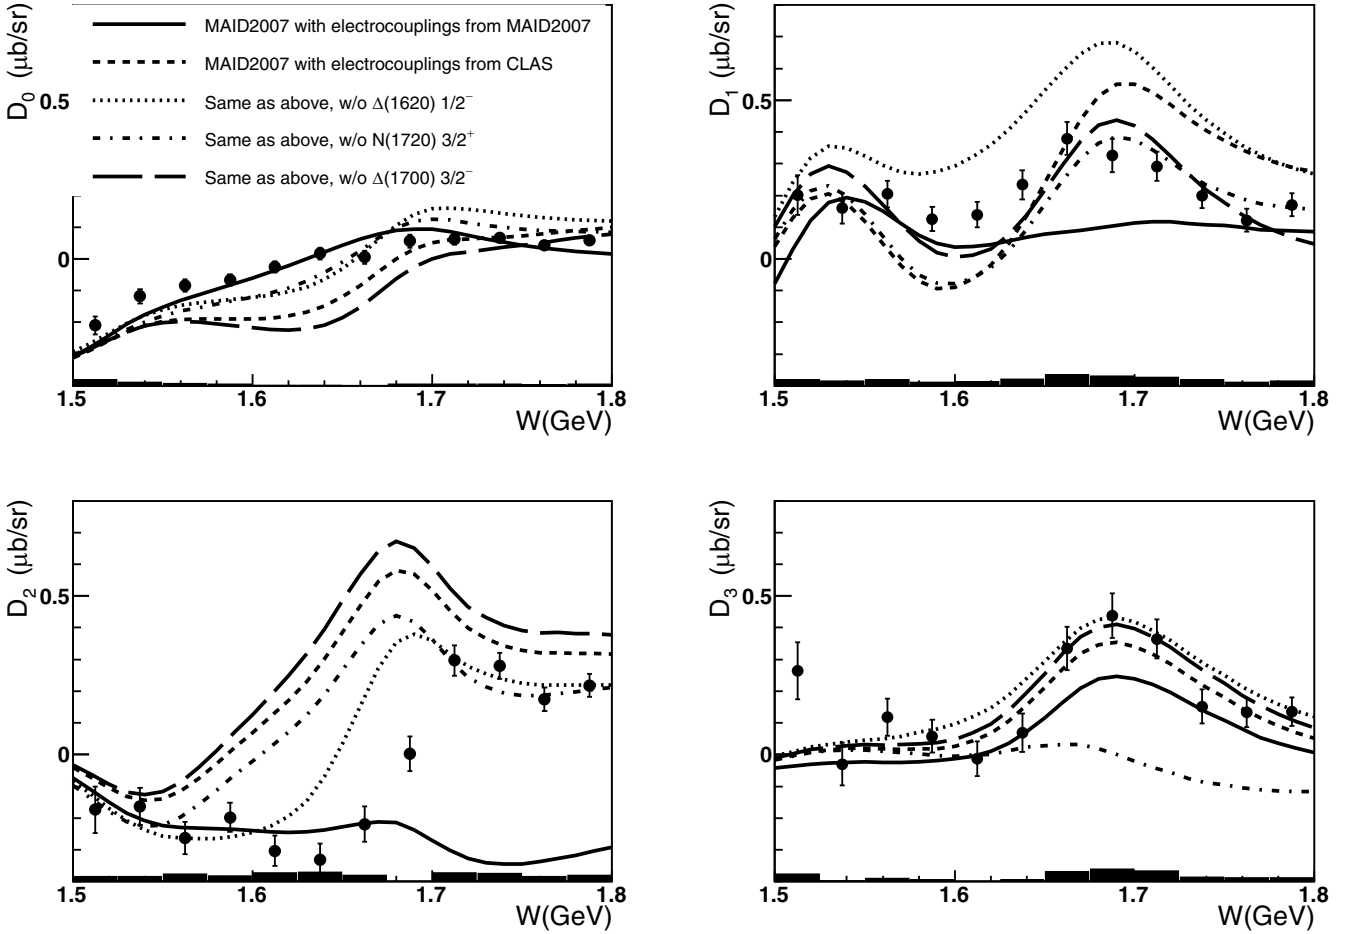 MAID2007 with electrocouplings from MAID2007
MAID2007 with electrocouplings from CLAS
Same as above, w/o Δ(1620) 1/2⁻
Same as above, w/o N(1720) 3/2⁺
Same as above, w/o Δ(1700) 3/2⁻
D₀ (μb/sr)
0.5
0
1.5 1.6 1.7 1.8
W(GeV)
D₁ (μb/sr)
0.5
0
1.5 1.6 1.7 1.8
W(GeV)
D₂ (μb/sr)
0.5
0
1.5 1.6 1.7 1.8
W(GeV)
D₃ (μb/sr)
0.5
0
1.5 1.6 1.7 1.8
W(GeV)